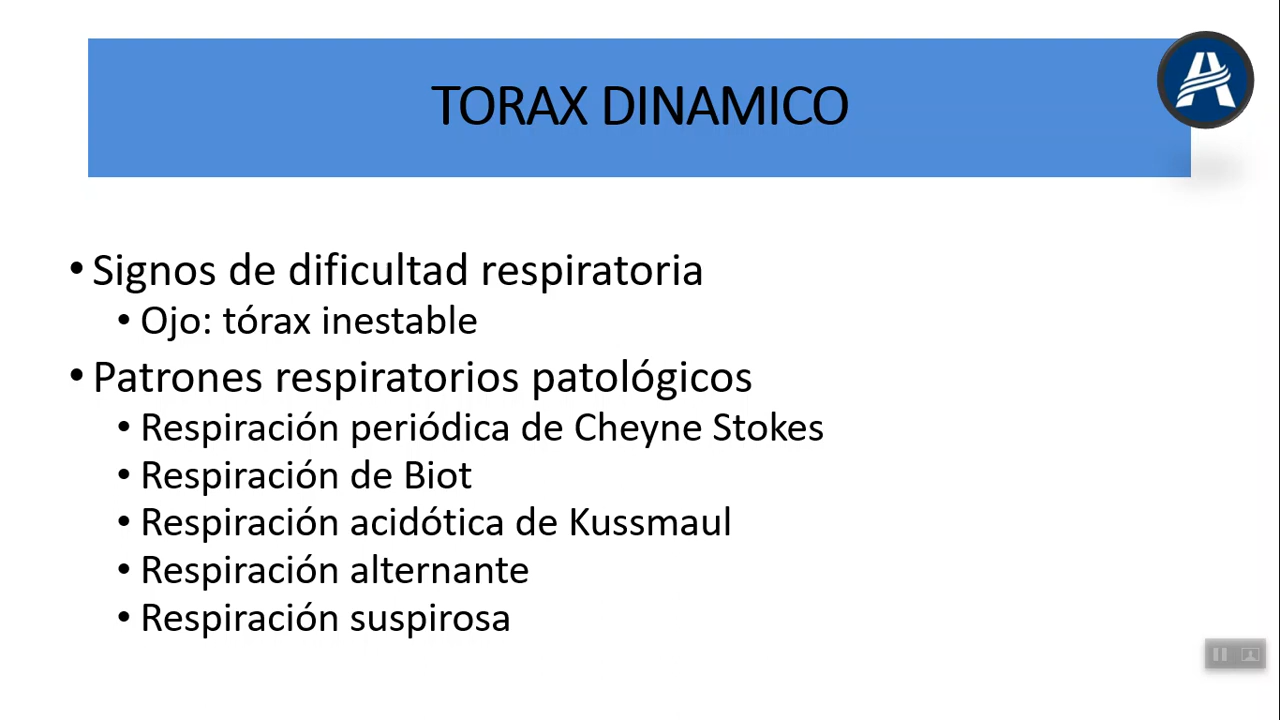 TORAX DINAMICO
• Signos de dificultad respiratoria
• Ojo: tórax inestable
• Patrones respiratorios patológicos
• Respiración periódica de Cheyne Stokes
• Respiración de Biot
• Respiración acidótica de Kussmaul
• Respiración alternante
• Respiración suspirosa